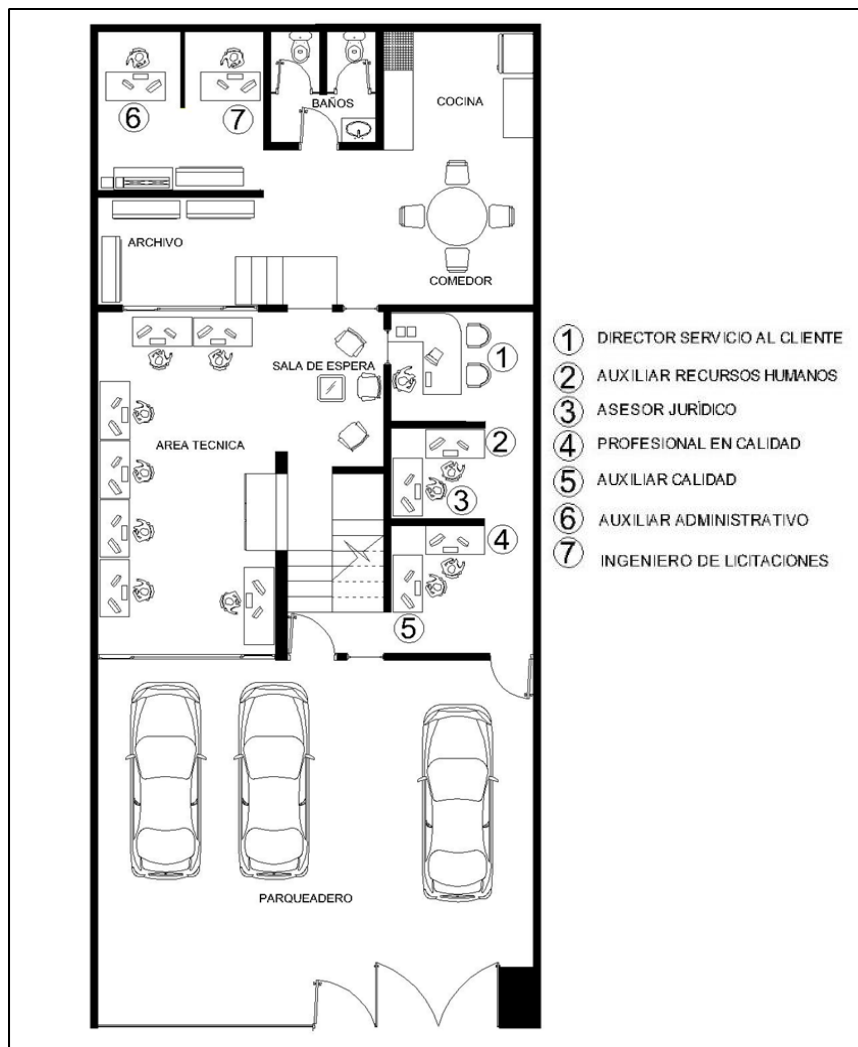 6
7
BAÑOS
COCINA
ARCHIVO
COMEDOR
SALA DE ESPERA
1
AREA TECNICA
2
3
4
5
PARQUEADERO
1 DIRECTOR SERVICIO AL CLIENTE
2 AUXILIAR RECURSOS HUMANOS
3 ASESOR JURÍDICO
4 PROFESIONAL EN CALIDAD
5 AUXILIAR CALIDAD
6 AUXILIAR ADMINISTRATIVO
7 INGENIERO DE LICITACIONES